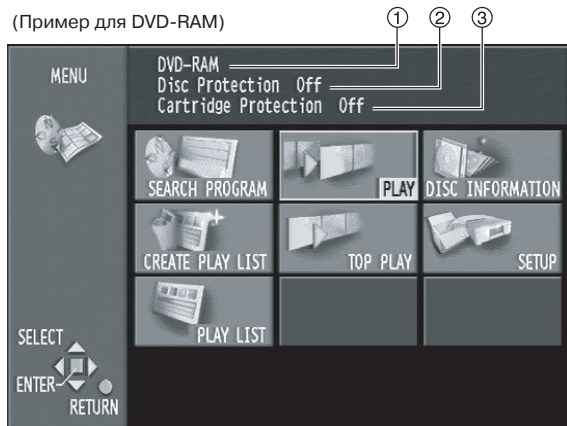 (Пример для DVD-RAM)
① ② ③
MENU
DVD-RAM
Disc Protection Off
Cartridge Protection Off
SEARCH PROGRAM
PLAY
DISC INFORMATION
CREATE PLAY LIST
TOP PLAY
SETUP
PLAY LIST
SELECT
ENTER
RETURN